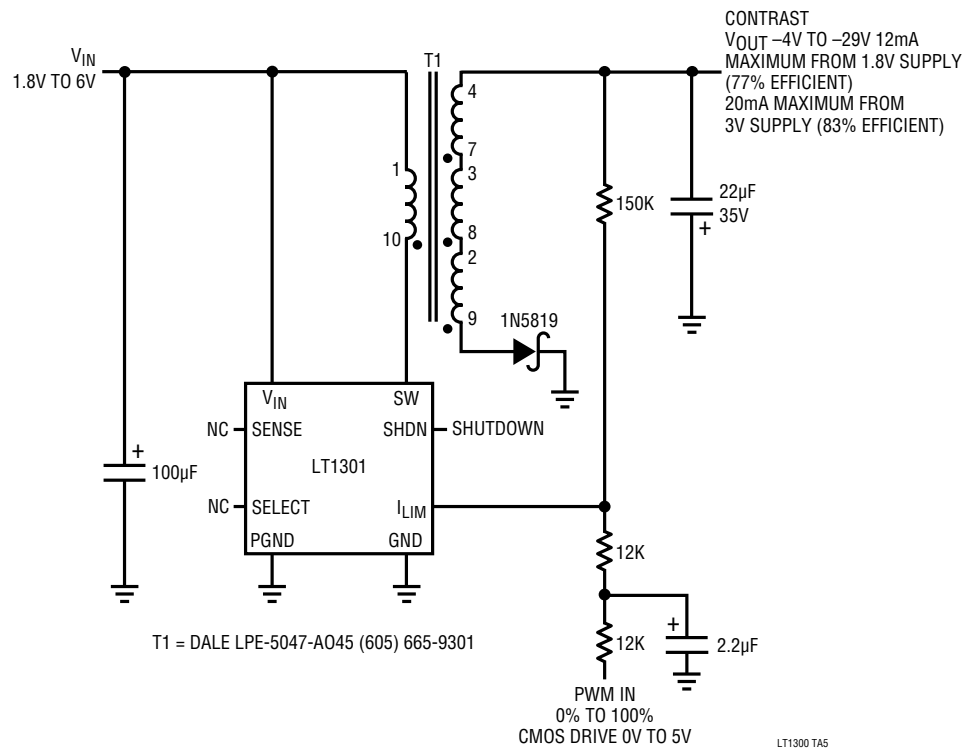 CONTRAST
VOUT –4V TO –29V 12mA
MAXIMUM FROM 1.8V SUPPLY
(77% EFFICIENT)
20mA MAXIMUM FROM
3V SUPPLY (83% EFFICIENT)
VIN
1.8V TO 6V
T1
4
7
3
8
2
9
1
10
150K
22µF
35V
+
1N5819
VIN
SW
NC
SENSE
SHDN
SHUTDOWN
LT1301
+
100µF
NC
SELECT
ILIM
PGND
GND
12K
+
12K
2.2µF
T1 = DALE LPE-5047-AO45 (605) 665-9301
PWM IN
0% TO 100%
CMOS DRIVE 0V TO 5V
LT1300 TA5